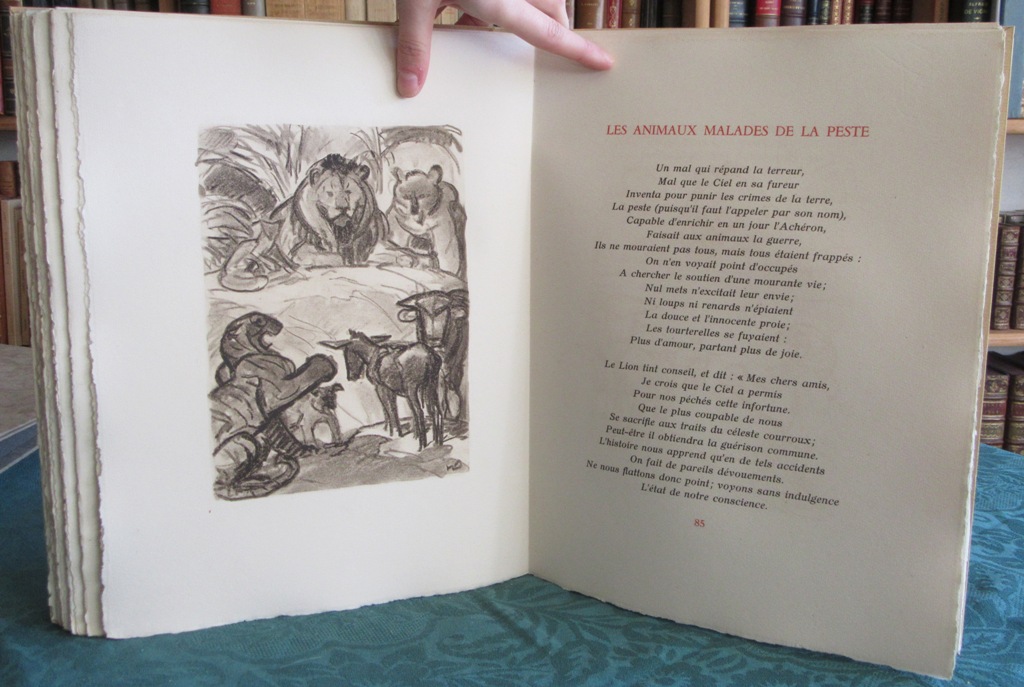 ALFRED
DE VIGNY
LES ANIMAUX MALADES DE LA PESTE
Un mal qui répand la terreur,
Mal que le Ciel en sa fureur
Inventa pour punir les crimes de la terre,
La peste (puisqu'il faut l'appeler par son nom),
Capable d'enrichir en un jour l'Achéron,
Faisait aux animaux la guerre,
Ils ne mouraient pas tous, mais tous étaient frappés :
On n'en voyait point d'occupés
A chercher le soutien d'une mourante vie;
Nul mets n'excitait leur envie;
Ni loups ni renards n'épiaient
La douce et l'innocente proie;
Les tourterelles se fuyaient :
Plus d'amour, partant plus de joie.
Le Lion tint conseil, et dit : « Mes chers amis,
Je crois que le Ciel a permis
Pour nos péchés cette infortune.
Que le plus coupable de nous
Se sacrifie aux traits du céleste courroux;
Peut-être il obtiendra la guérison commune.
L'histoire nous apprend qu'en de tels accidents
On fait de pareils dévouements.
Ne nous flattons donc point; voyons sans indulgence
L'état de notre conscience.
85